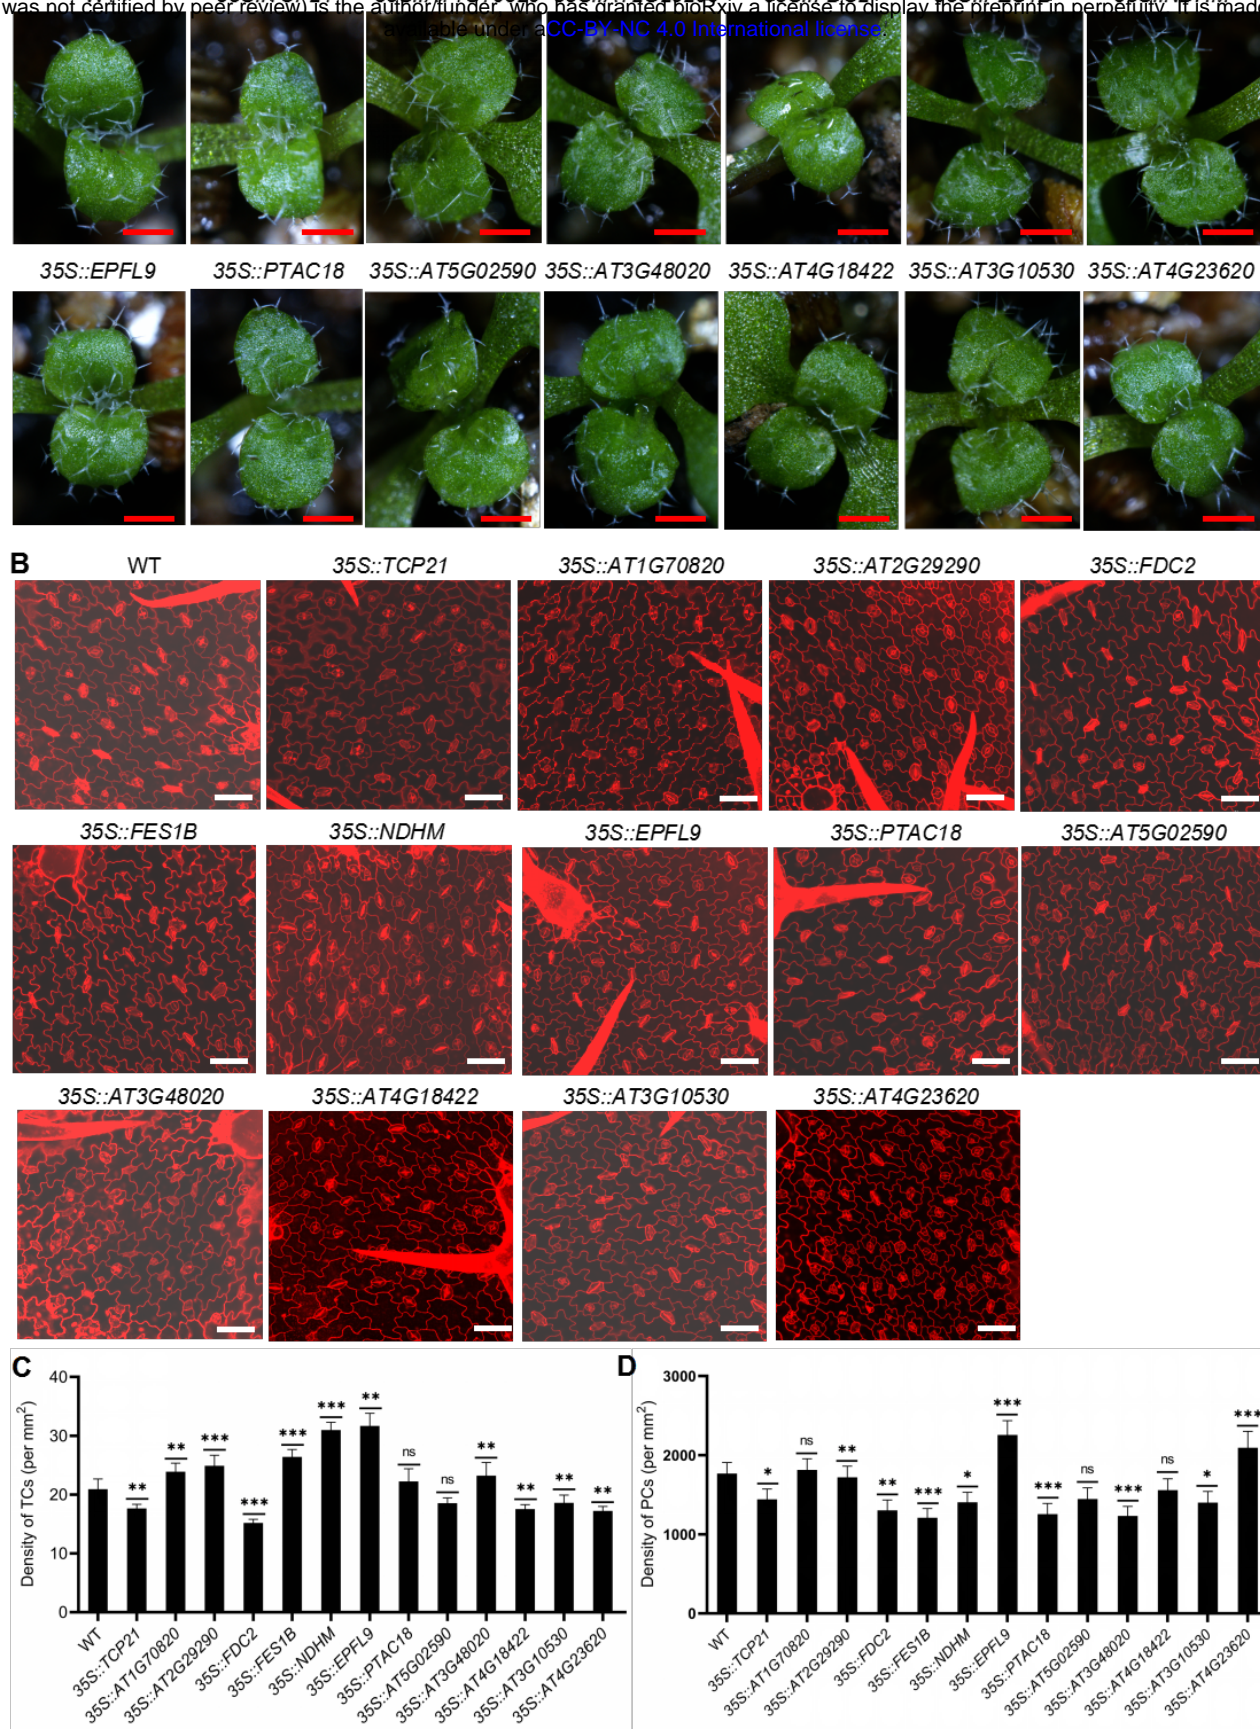 was not certified by peer review) is the author/funder, who has granted bioRxiv a license to display the preprint in perpetuity. It is made
available under aCC-BY-NC 4.0 International license.
35S::EPFL9 35S::PTAC18 35S::AT5G02590 35S::AT3G48020 35S::AT4G18422 35S::AT3G10530 35S::AT4G23620
B WT 35S::TCP21 35S::AT1G70820 35S::AT2G29290 35S::FDC2
35S::FES1B 35S::NDHM 35S::EPFL9 35S::PTAC18 35S::AT5G02590
35S::AT3G48020 35S::AT4G18422 35S::AT3G10530 35S::AT4G23620
C
Density of TCs (per mm²)
40
30
20
10
0
** ** *** *** *** *** ** ns ns ** ** ** **
WT 35S::TCP21 35S::AT1G70820 35S::AT2G29290 35S::FDC2 35S::FES1B 35S::NDHM 35S::EPFL9 35S::PTAC18 35S::AT5G02590 35S::AT3G48020 35S::AT4G18422 35S::AT3G10530 35S::AT4G23620
D
Density of PCs (per mm²)
3000
2000
1000
0
* ns ** ** *** * *** *** ns *** ns * ***
WT 35S::TCP21 35S::AT1G70820 35S::AT2G29290 35S::FDC2 35S::FES1B 35S::NDHM 35S::EPFL9 35S::PTAC18 35S::AT5G02590 35S::AT3G48020 35S::AT4G18422 35S::AT3G10530 35S::AT4G23620